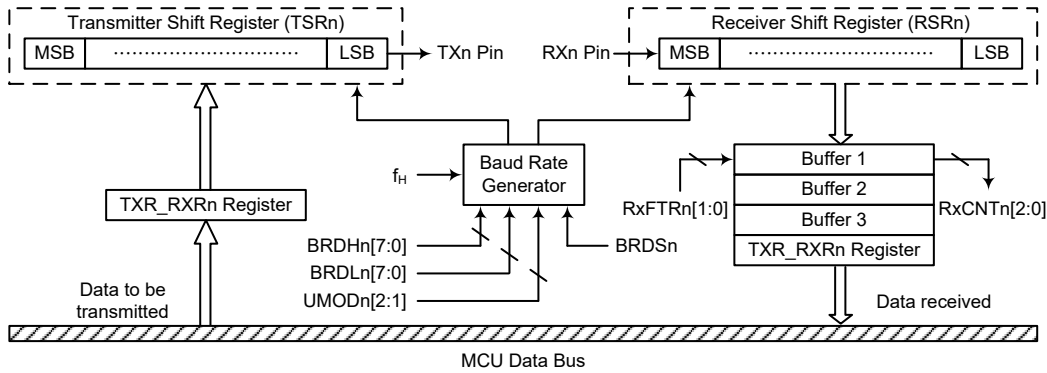 Transmitter Shift Register (TSRn)
MSB ........................................ LSB
TXn Pin
Receiver Shift Register (RSRn)
RXn Pin
MSB ........................................ LSB
Baud Rate
Generator
fH
BRDHn[7:0]
BRDLn[7:0]
UMODn[2:1]
BRDSn
TXR_RXRn Register
Data to be
transmitted
Buffer 1
Buffer 2
Buffer 3
TXR_RXRn Register
RxFTRn[1:0]
RxCNTn[2:0]
Data received
MCU Data Bus